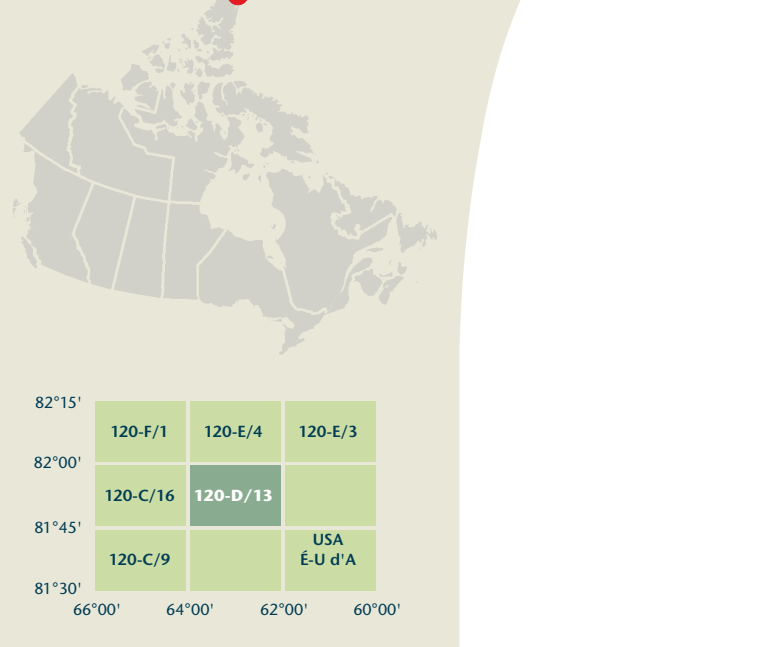 82°15'
120-F/1 120-E/4 120-E/3
82°00'
120-C/16 120-D/13
81°45'
USA
120-C/9 É-U d'A
81°30'
66°00' 64°00' 62°00' 60°00'